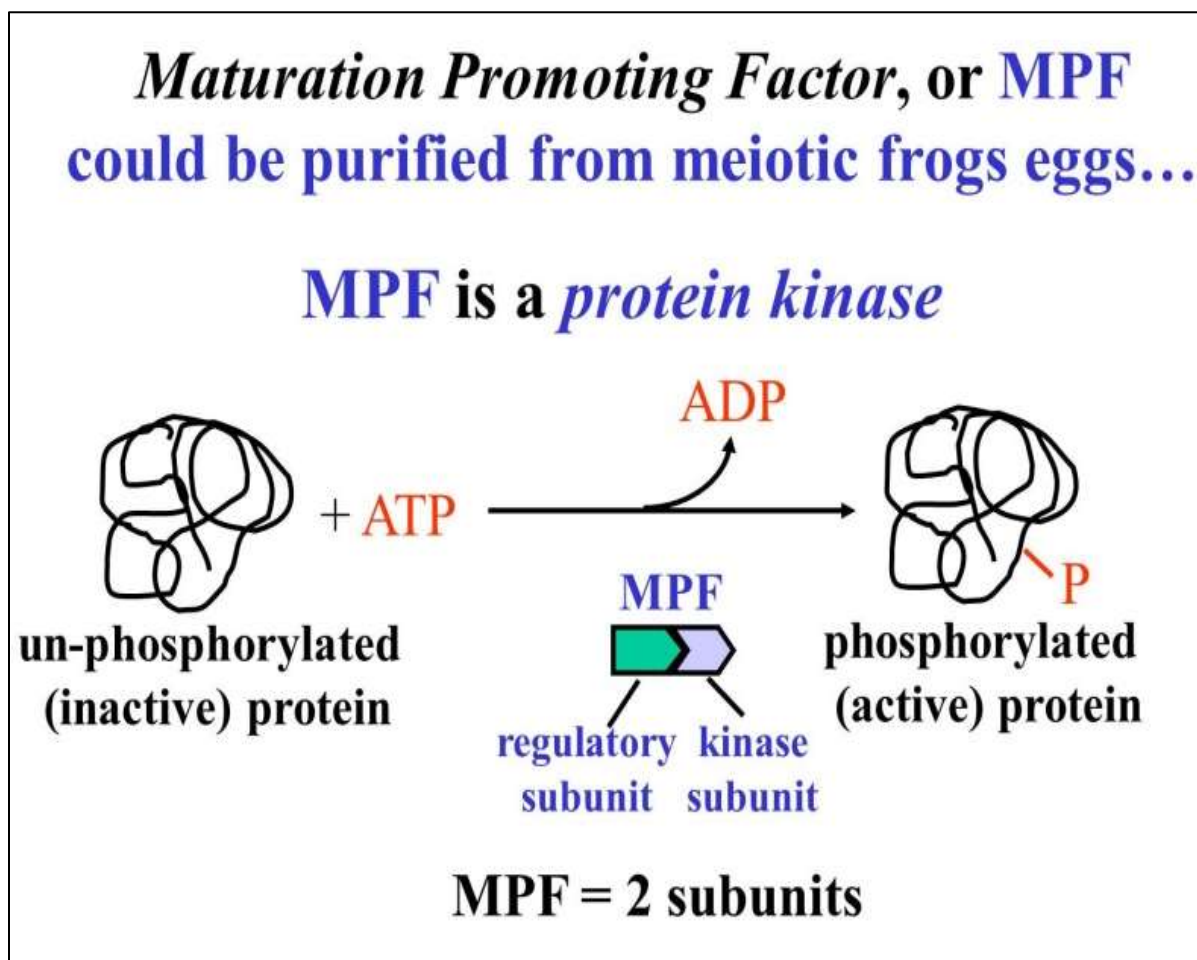 Maturation Promoting Factor, or MPF
could be purified from meiotic frogs eggs…
MPF is a protein kinase
ADP
+ ATP
P
MPF
un-phosphorylated
(inactive) protein
phosphorylated
(active) protein
regulatory
subunit
kinase
subunit
MPF = 2 subunits